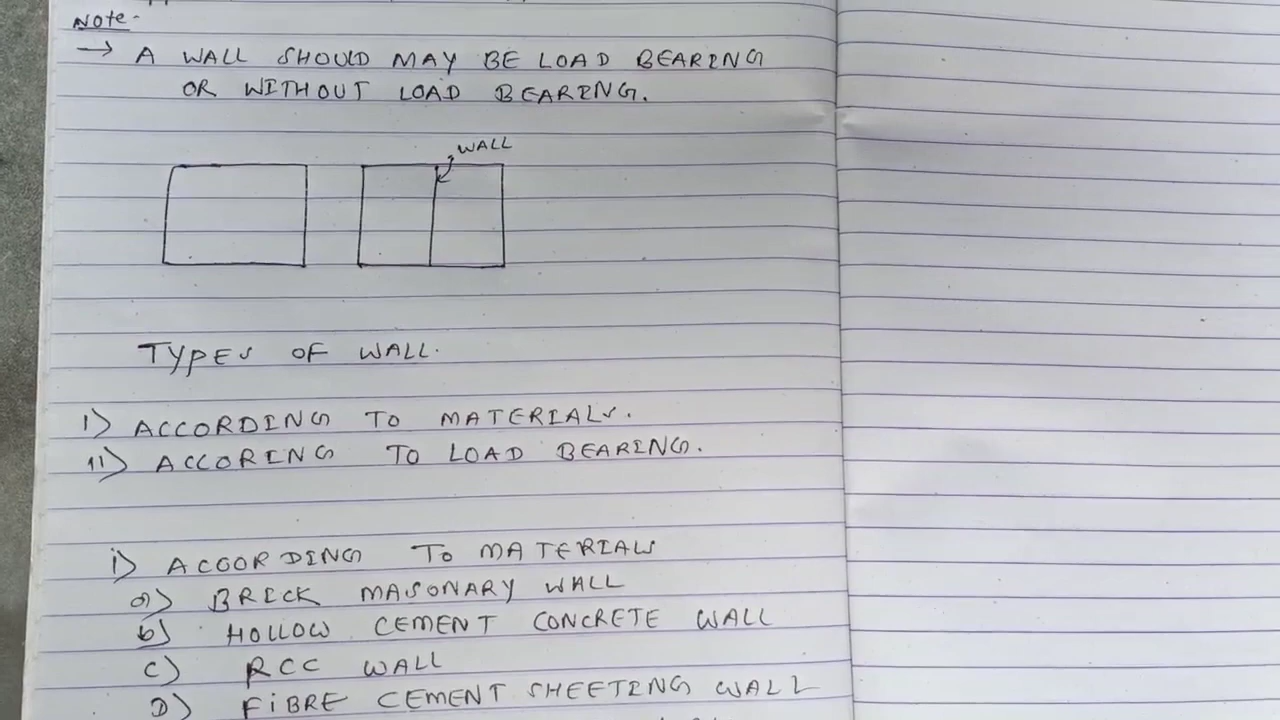 Note-
→ A WALL SHOULD MAY BE LOAD BEARING
OR WITHOUT LOAD BEARING.
WALL
TYPES OF WALL.
I) ACCORDING TO MATERIALS.
II) ACCORING TO LOAD BEARING.
i) ACCORDING TO MATERIALS
a) BRICK MASONARY WALL
b) HOLLOW CEMENT CONCRETE WALL
C) RCC WALL
D) FIBRE CEMENT SHEETING WALL